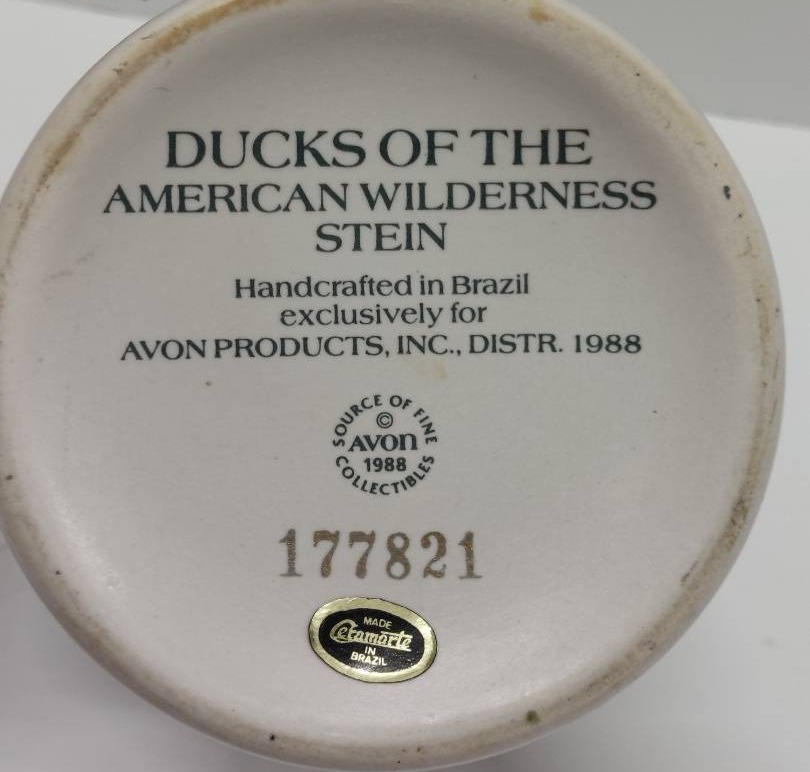 DUCKS OF THE
AMERICAN WILDERNESS
STEIN
Handcrafted in Brazil
exclusively for
AVON PRODUCTS, INC., DISTR. 1988
SOURCE OF FINE
©
AVON
1988
COLLECTIBLES
177821
MADE
Ceramarte
IN
BRAZIL